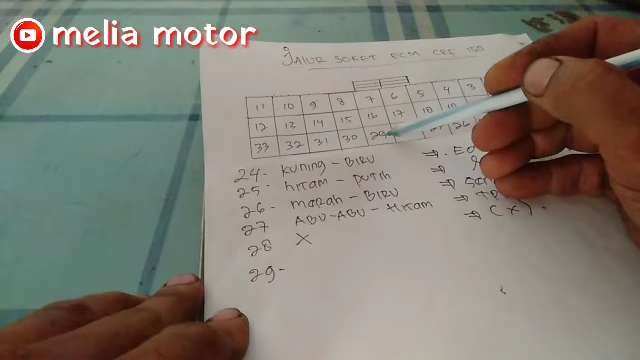 melia motor
JALUR SOKET ECM CRF 150
11 10 9 8 7 6 5 4 3
12 13 14 15 16 17 18 19
33 32 31 30 29 26
24- KUNING - BIRU ⇒
25- HITAM - PUTIH ⇒
26- MERAH - BIRU ⇒
27 ABU-ABU - HITAM ⇒
28 X ⇒ (X).
29-